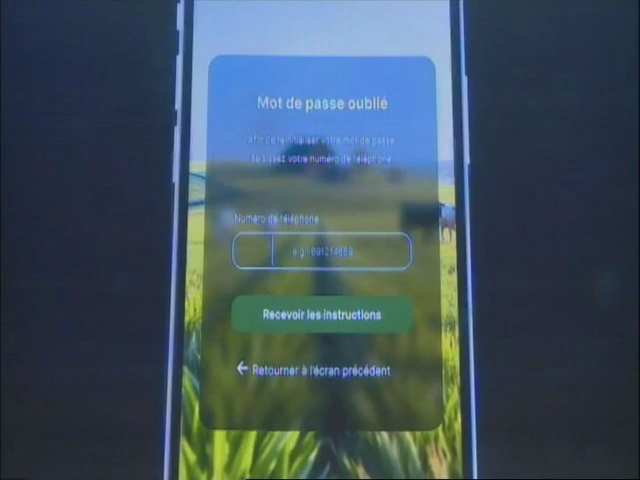 Mot de passe oublié
Afin de réinitialiser votre mot de passe
saisissez votre numéro de téléphone
Numéro de téléphone
e.g: 691214689
Recevoir les instructions
← Retourner à l'écran précédent